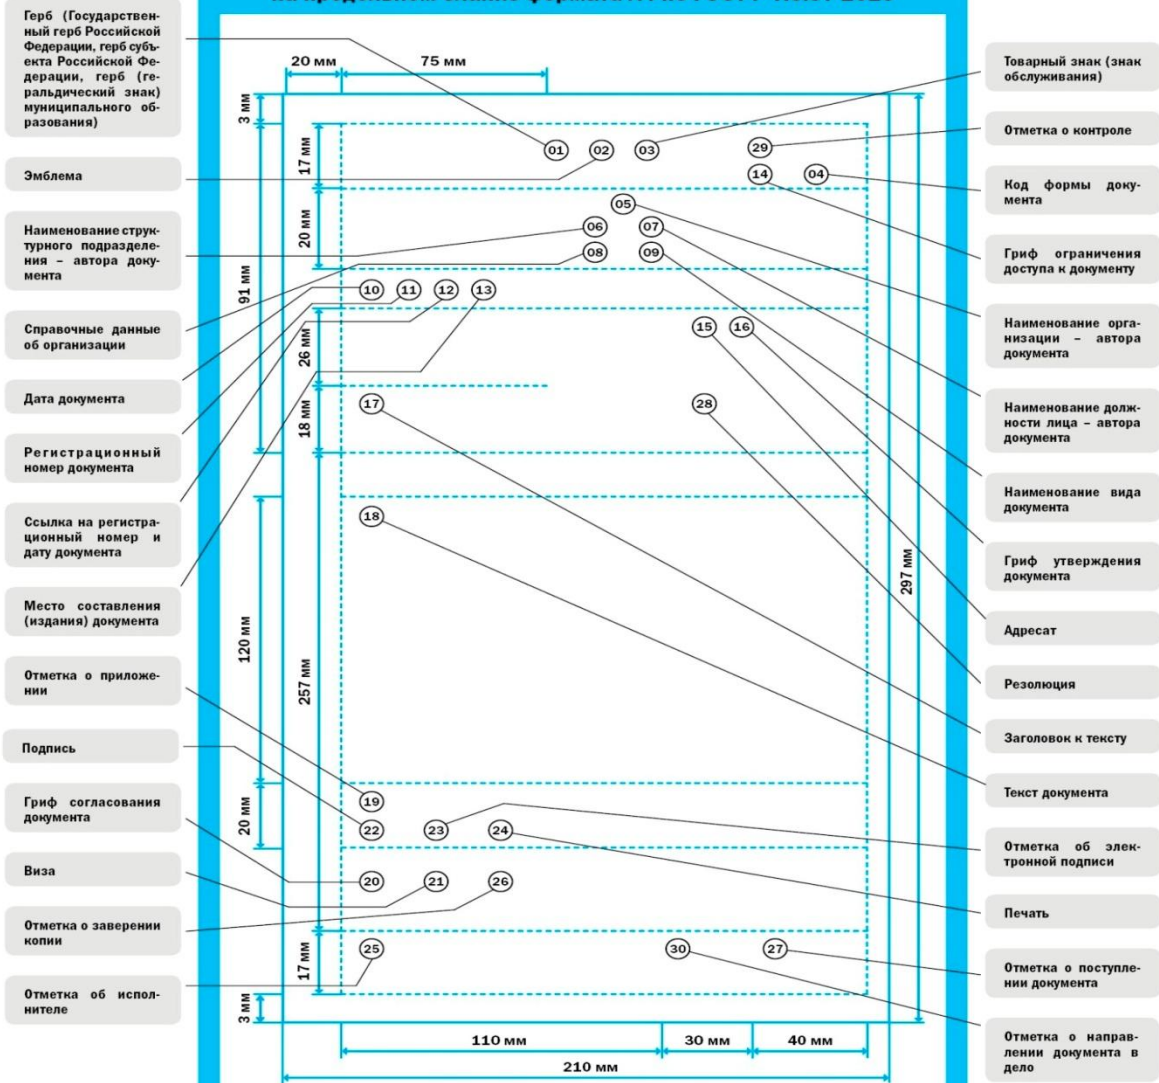 на продольном бланке формата А4 по ГОСТ Р
Герб (Государствен-
ный герб Российской
Федерации, герб субъ-
екта Российской Фе-
дерации, герб (ге-
ральдический знак)
муниципального об-
разования)
Эмблема
Наименование струк-
турного подразделе-
ния – автора доку-
мента
Справочные данные
об организации
Дата документа
Регистрационный
номер документа
Ссылка на регистра-
ционный номер и
дату документа
Место составления
(издания) документа
Отметка о приложе-
нии
Подпись
Гриф согласования
документа
Виза
Отметка о заверении
копии
Отметка об испол-
нителе
20 мм 75 мм
3 мм
17 мм
20 мм
91 мм
26 мм
18 мм
120 мм
257 мм
297 мм
20 мм
17 мм
3 мм
01 02 03 29
14 04
05
06 07
08 09
10 11 12 13
15 16
17 28
18
19
22 23 24
20 21 26
25 30 27
110 мм 30 мм 40 мм
210 мм
Товарный знак (знак
обслуживания)
Отметка о контроле
Код формы доку-
мента
Гриф ограничения
доступа к документу
Наименование орга-
низации – автора
документа
Наименование долж-
ности лица – автора
документа
Наименование вида
документа
Гриф утверждения
документа
Адресат
Резолюция
Заголовок к тексту
Текст документа
Отметка об элек-
тронной подписи
Печать
Отметка о поступле-
нии документа
Отметка о направ-
лении документа в
дело